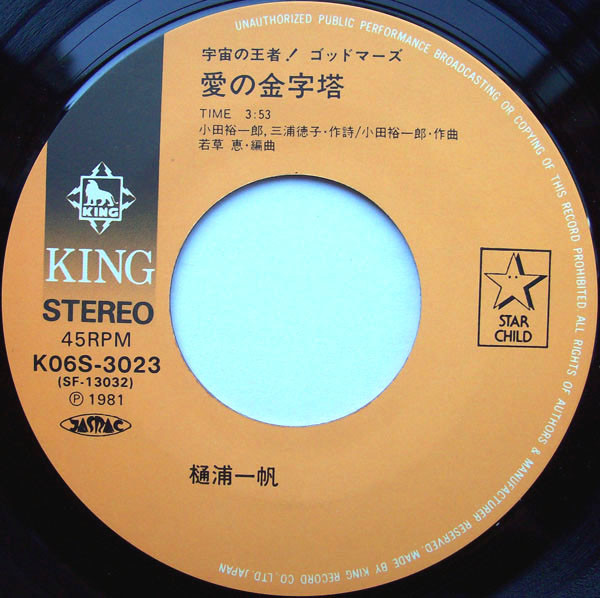 宇宙の王者! ゴッドマーズ
愛の金字塔
TIME 3:53
小田裕一郎,三浦徳子・作詩/小田裕一郎・作曲
若草 恵・編曲
KING
KING
STEREO
45RPM
K06S-3023
(SF-13032)
Ⓟ 1981
JASRAC
STAR
CHILD
樋浦一帆
UNAUTHORIZED PUBLIC PERFORMANCE BROADCASTING OR COPYING OF THIS RECORD PROHIBITED ALL RIGHTS OF AUTHORS & MANUFACTURER RESERVED. MADE BY KING RECORD CO., LTD. JAPAN